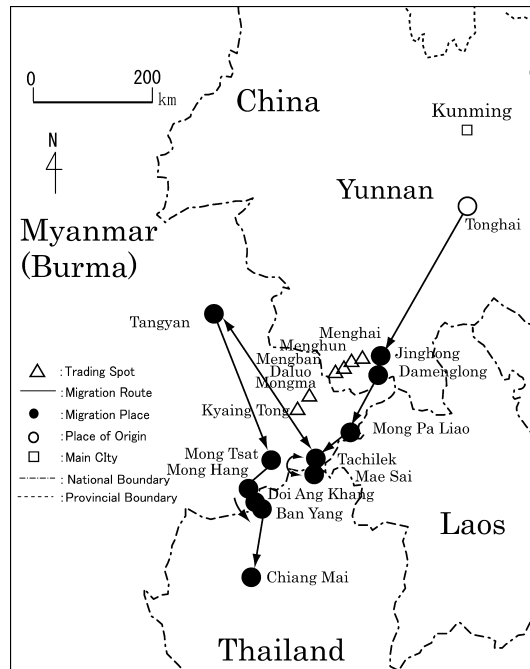 0 200
km
China
N
Kunming
Yunnan
Tonghai
Myanmar
(Burma)
Tangyan
Menghai
Menghun
Mengban
Daluo
Mongma
Kyaing Tong
Jinghong
Damenglong
Mong Pa Liao
Mong Tsat
Mong Hang
Tachilek
Mae Sai
Doi Ang Khang
Ban Yang
Laos
Chiang Mai
Thailand
:Trading Spot
:Migration Route
:Migration Place
:Place of Origin
:Main CIty
:National Boundary
:Provincial Boundary